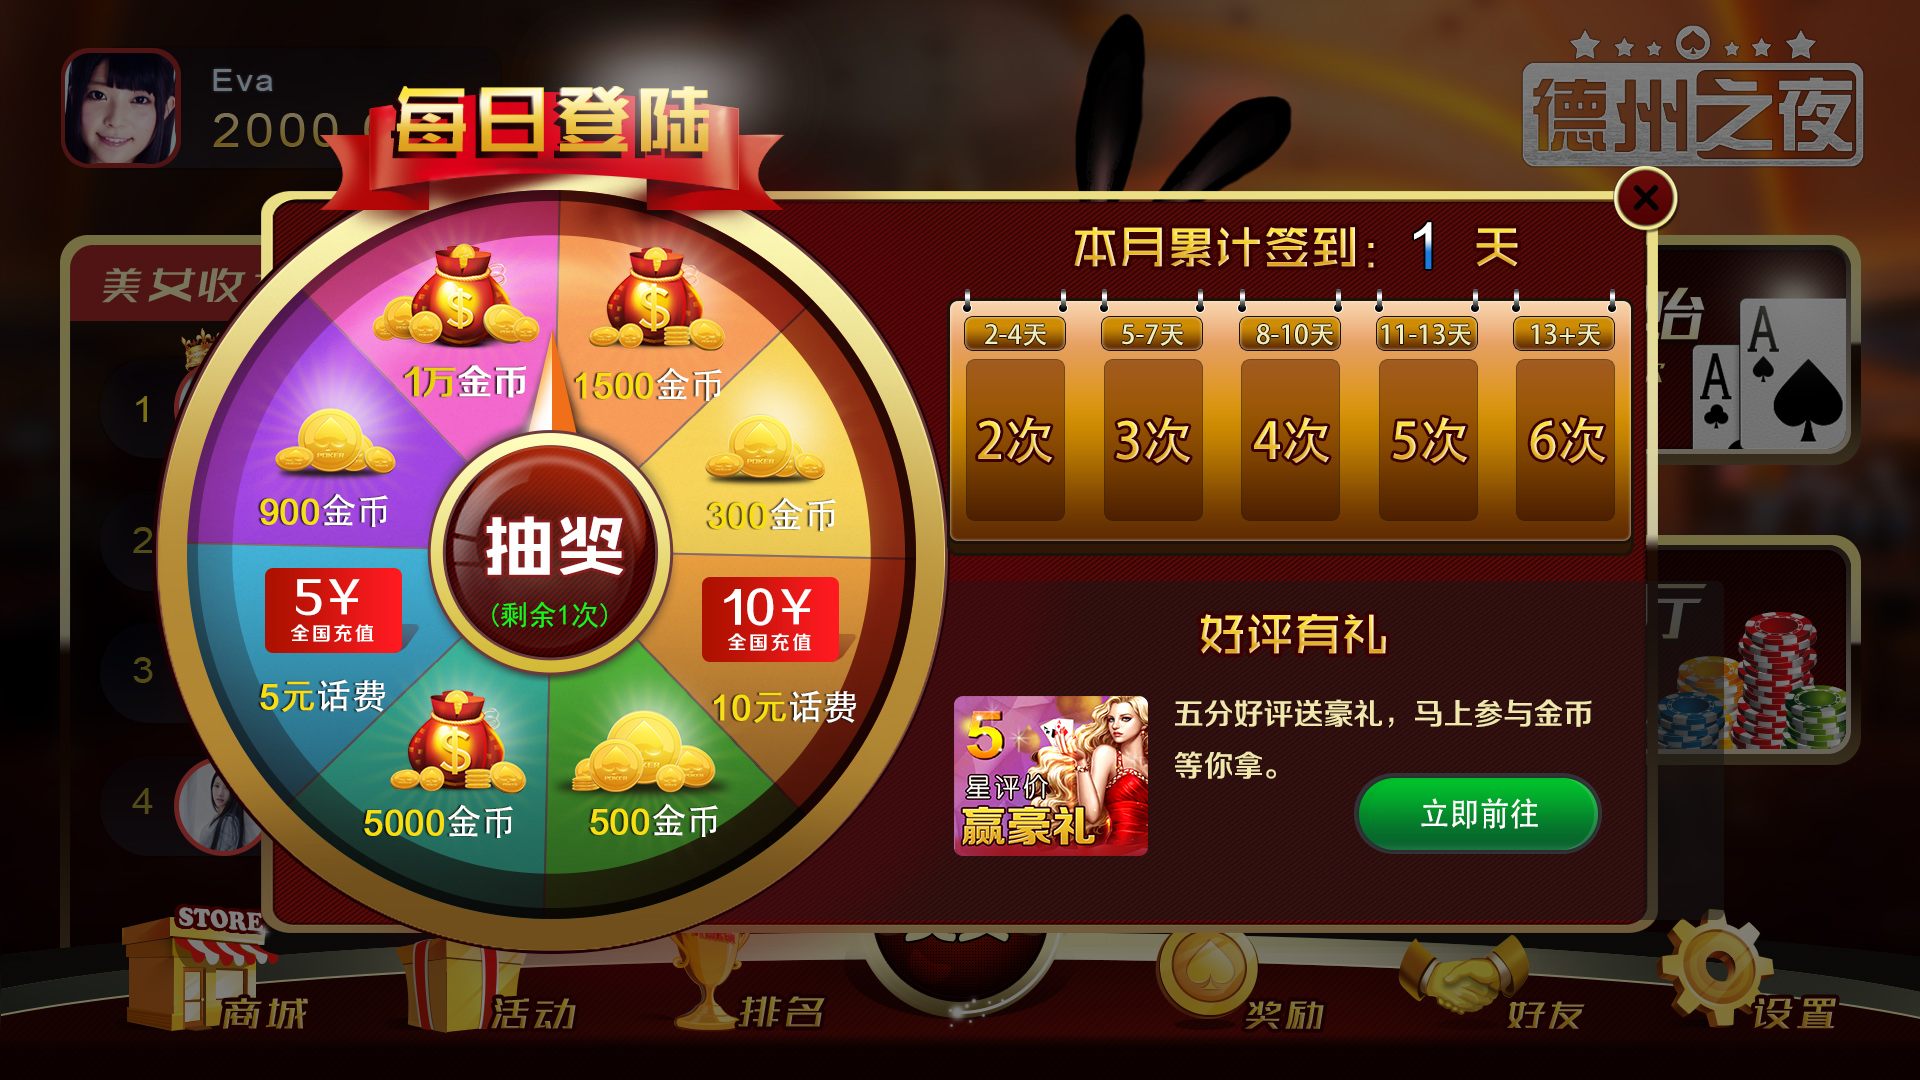 Eva
2000
每日登陆
德州之夜
美女收
1
2
3
4
1万金币
1500金币
900金币
300金币
5¥
全国充值
5元话费
10¥
全国充值
10元话费
5000金币
500金币
抽奖
(剩余1次)
本月累计签到: 1 天
2-4天 5-7天 8-10天 11-13天 13+天
2次 3次 4次 5次 6次
好评有礼
5
星评价
赢豪礼
五分好评送豪礼，马上参与金币
等你拿。
立即前往
A
A
STORE
商城
活动
排名
奖励
好友
设置